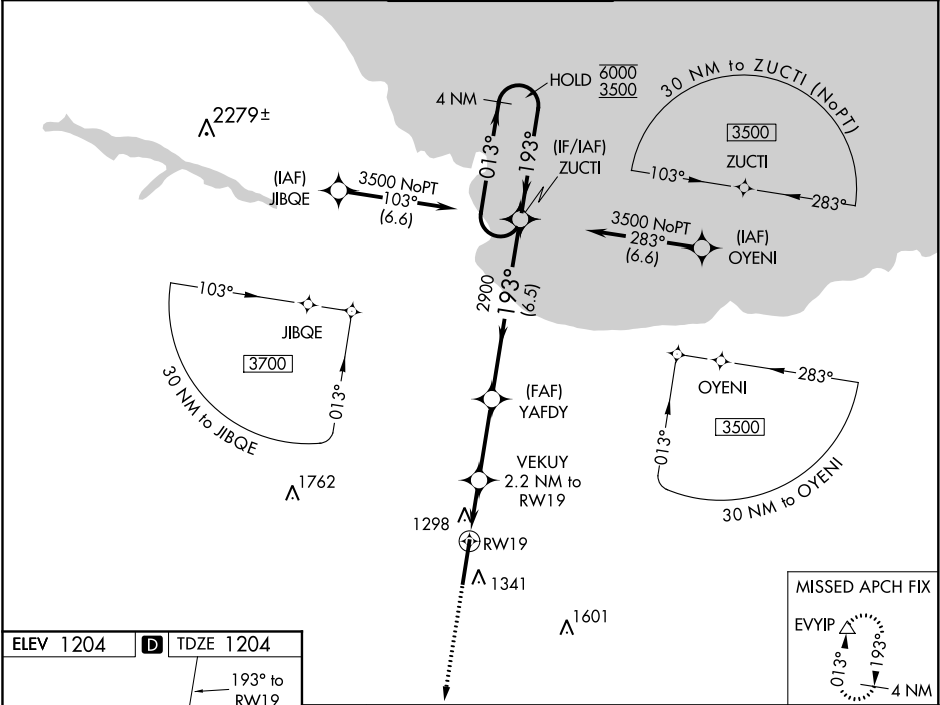 2279±
4 NM
HOLD 6000
3500
013°
193°
(IF/IAF)
ZUCTI
30 NM to ZUCTI (NoPT)
3500
ZUCTI
103°
283°
(IAF)
JIBQE
3500 NoPT
103°
(6.6)
3500 NoPT
283°
(6.6)
(IAF)
OYENI
2900
193°
(6.5)
103°
JIBQE
3700
013°
30 NM to JIBQE
OYENI
283°
3500
013°
30 NM to OYENI
(FAF)
YAFDY
VEKUY
2.2 NM to
RW19
1762
1298
RW19
1341
1601
MISSED APCH FIX
EVYIP
013°
193°
4 NM
ELEV 1204 D TDZE 1204
193° to
RW19